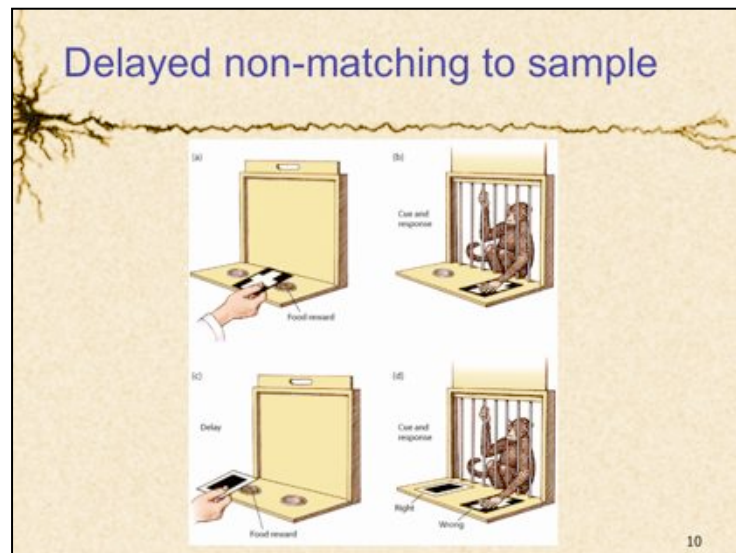 Delayed non-matching to sample
(a)
Food reward
(b)
Cue and
response
(c)
Delay
Food reward
(d)
Cue and
response
Right
Wrong
10